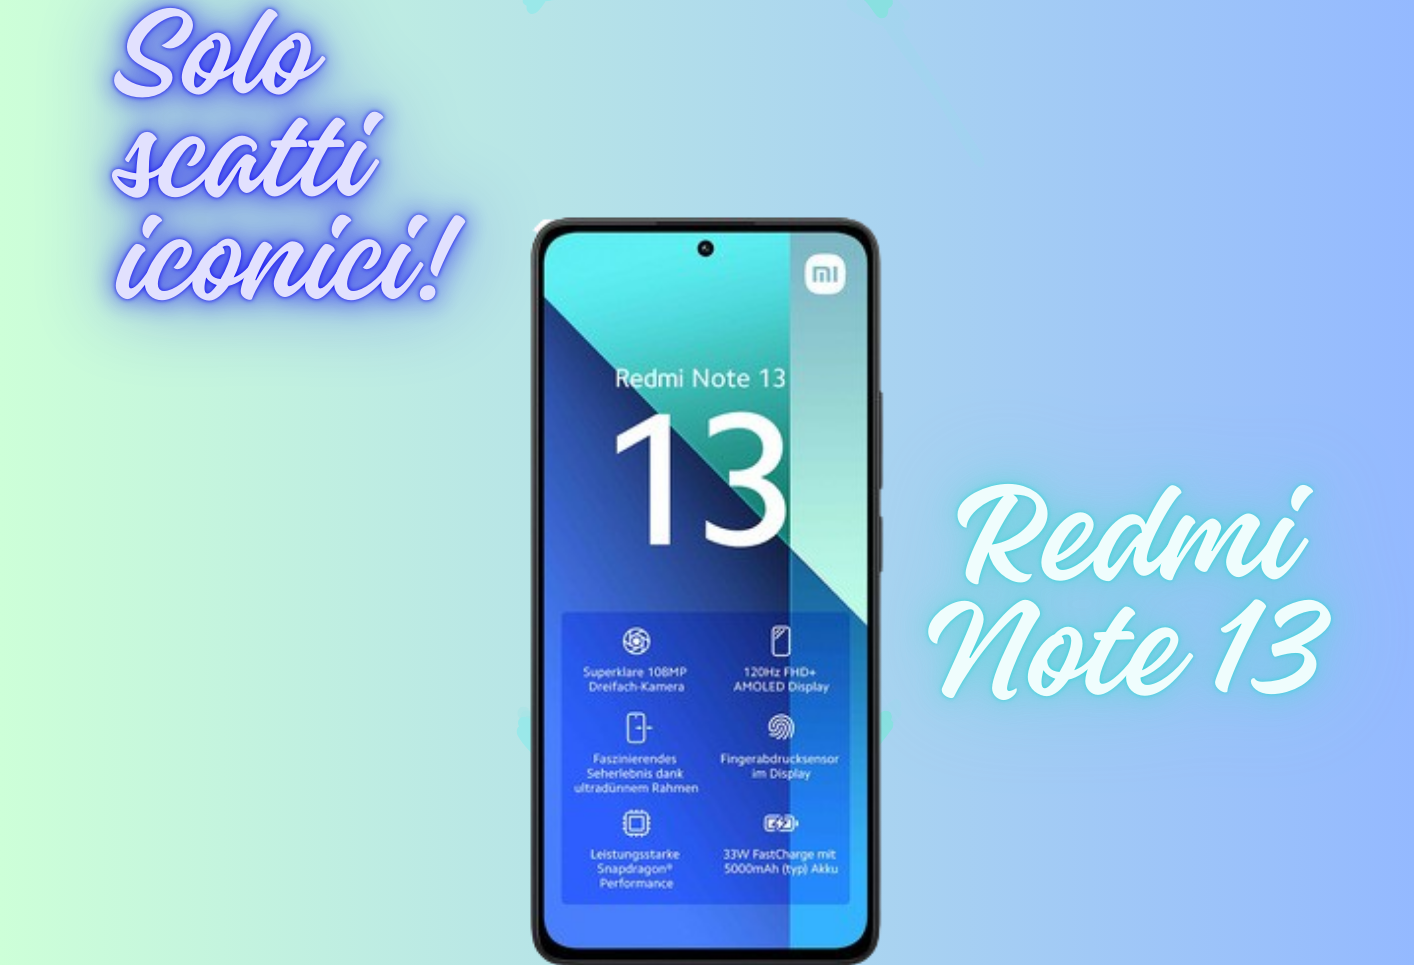 Solo
scatti
iconici!
mi
Redmi Note 13
13
Superklare 108MP
Dreifach-Kamera
120Hz FHD+
AMOLED Display
Faszinierendes
Seherlebnis dank
ultradünnem Rahmen
Fingerabdrucksensor
im Display
Leistungsstarke
Snapdragon®
Performance
33W FastCharge mit
5000mAh (typ) Akku
Redmi
Note 13